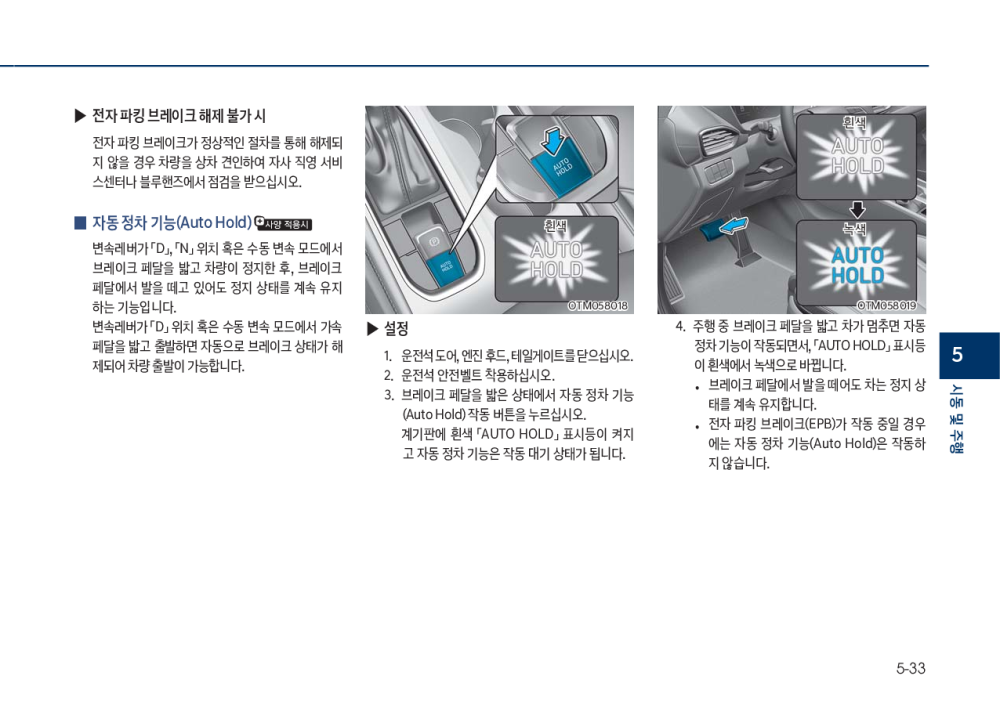 ▶ 전자 파킹 브레이크 해제 불가 시
전자 파킹 브레이크가 정상적인 절차를 통해 해제되
지 않을 경우 차량을 상차 견인하여 자사 직영 서비
스센터나 블루핸즈에서 점검을 받으십시오.
■ 자동 정차 기능(Auto Hold) 사양 적용시
변속레버가 ｢D｣, ｢N｣ 위치 혹은 수동 변속 모드에서
브레이크 페달을 밟고 차량이 정지한 후, 브레이크
페달에서 발을 떼고 있어도 정지 상태를 계속 유지
하는 기능입니다.
변속레버가 ｢D｣ 위치 혹은 수동 변속 모드에서 가속
페달을 밟고 출발하면 자동으로 브레이크 상태가 해
제되어 차량 출발이 가능합니다.
AUTO
HOLD
흰색
AUTO
HOLD
P
AUTO
HOLD
OTM058018
▶ 설정
1. 운전석 도어, 엔진 후드, 테일게이트를 닫으십시오.
2. 운전석 안전벨트 착용하십시오.
3. 브레이크 페달을 밟은 상태에서 자동 정차 기능
(Auto Hold) 작동 버튼을 누르십시오.
계기판에 흰색 ｢AUTO HOLD｣ 표시등이 켜지
고 자동 정차 기능은 작동 대기 상태가 됩니다.
흰색
AUTO
HOLD
녹색
AUTO
HOLD
OTM058019
4. 주행 중 브레이크 페달을 밟고 차가 멈추면 자동
정차 기능이 작동되면서, ｢AUTO HOLD｣ 표시등
이 흰색에서 녹색으로 바뀝니다.
• 브레이크 페달에서 발을 떼어도 차는 정지 상
태를 계속 유지합니다.
• 전자 파킹 브레이크(EPB)가 작동 중일 경우
에는 자동 정차 기능(Auto Hold)은 작동하
지 않습니다.
5
시동 및 주행
5-33